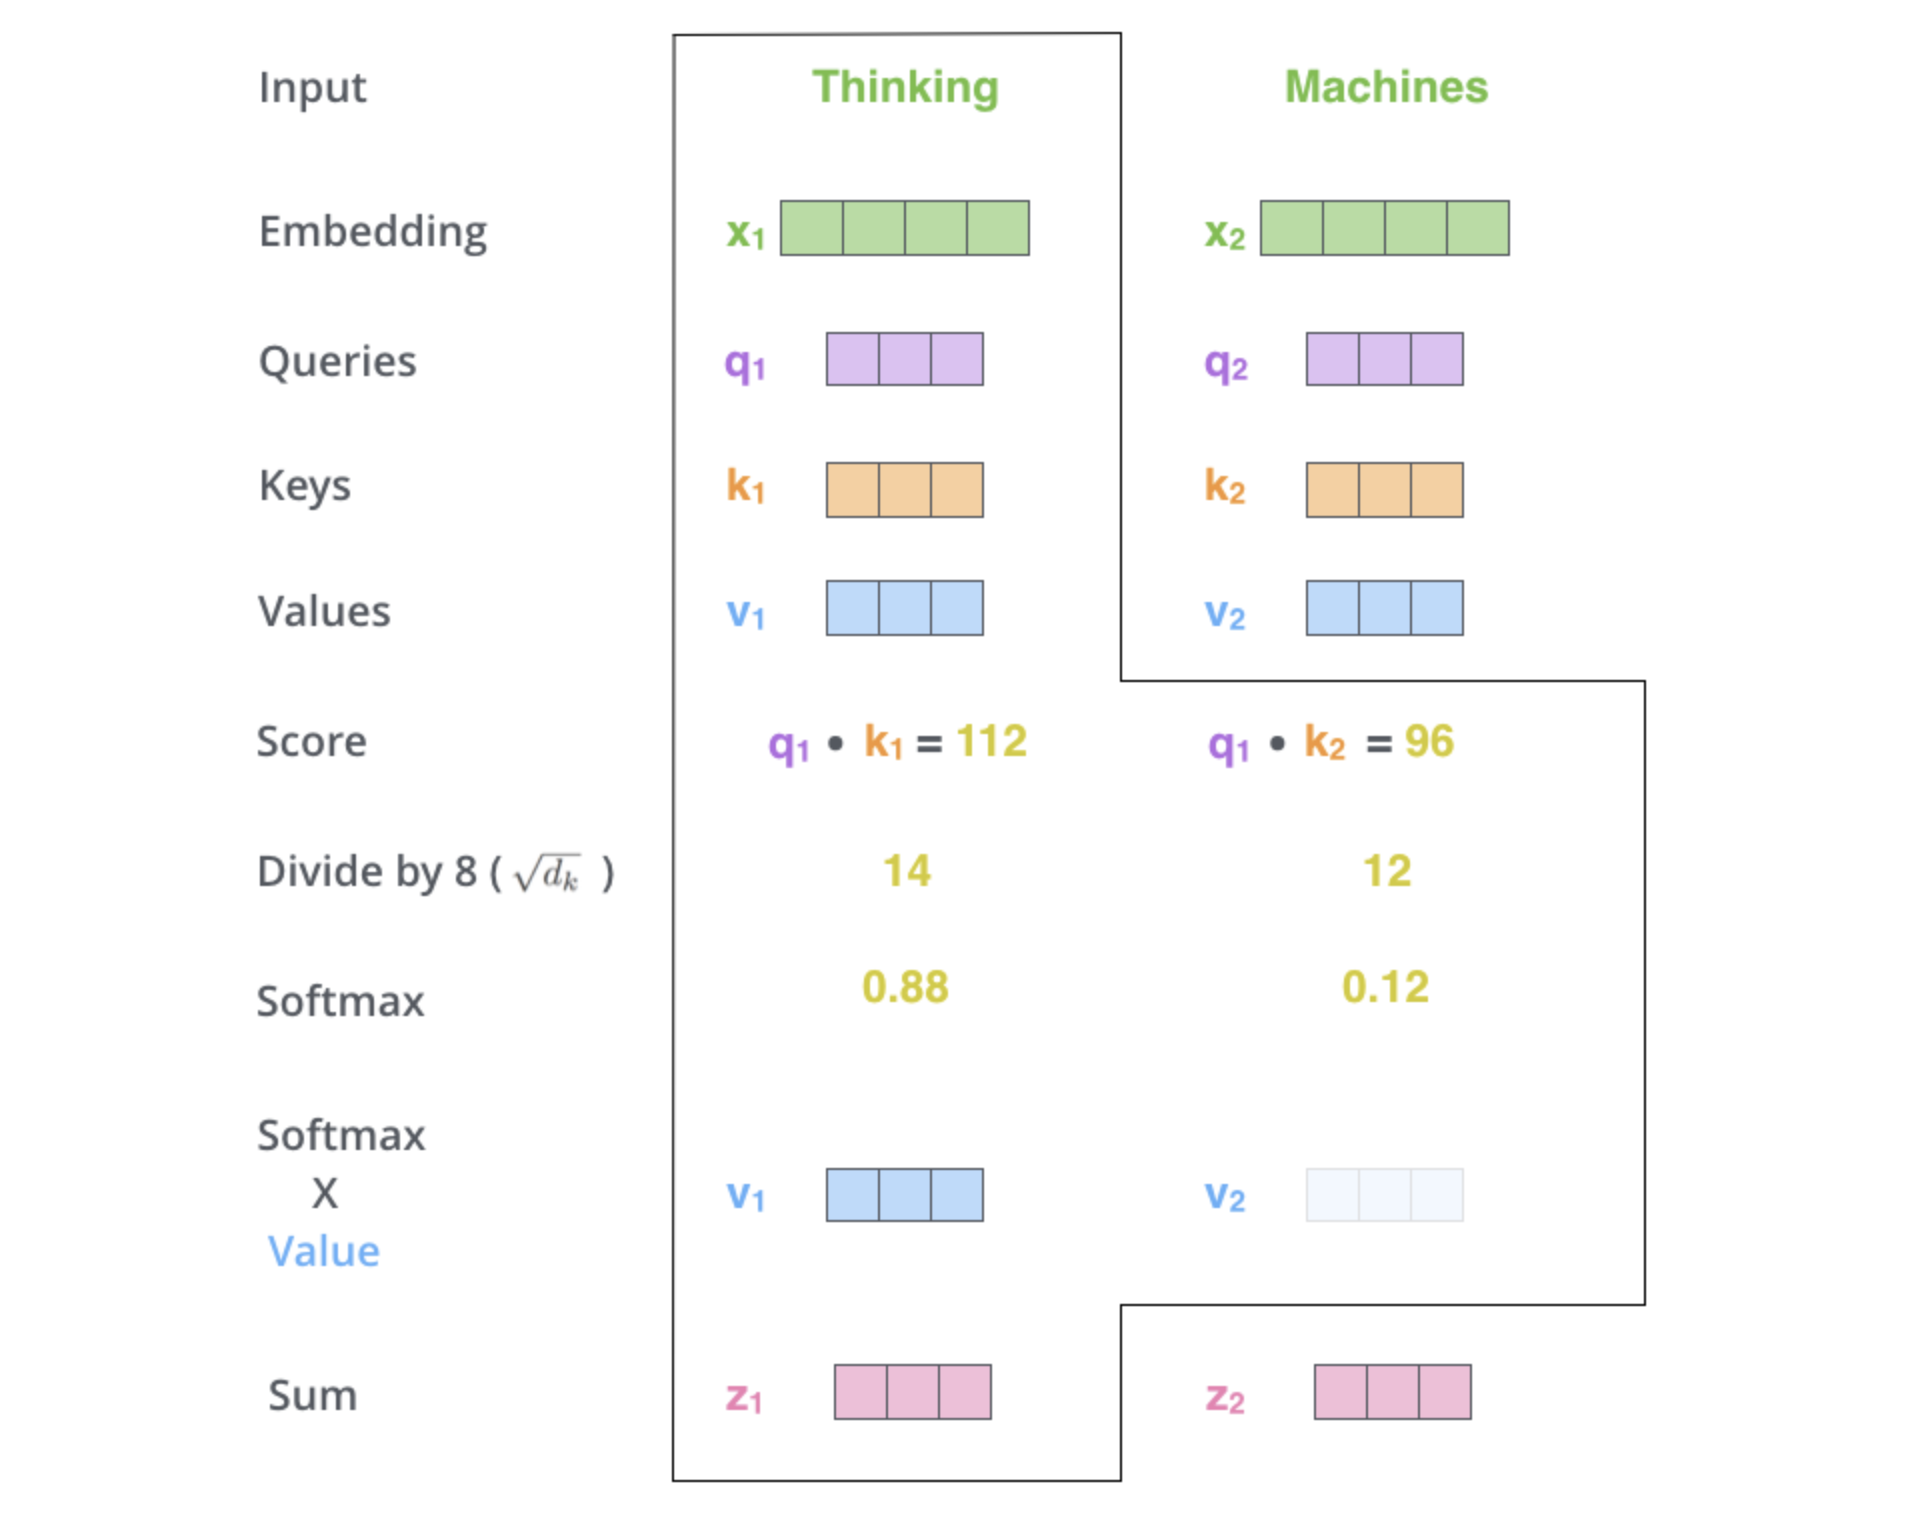 Input Thinking Machines
Embedding x1 x2
Queries q1 q2
Keys k1 k2
Values v1 v2
Score q1 • k1 = 112 q1 • k2 = 96
Divide by 8 ( √dk ) 14 12
Softmax 0.88 0.12
Softmax
X v1 v2
Value
Sum z1 z2